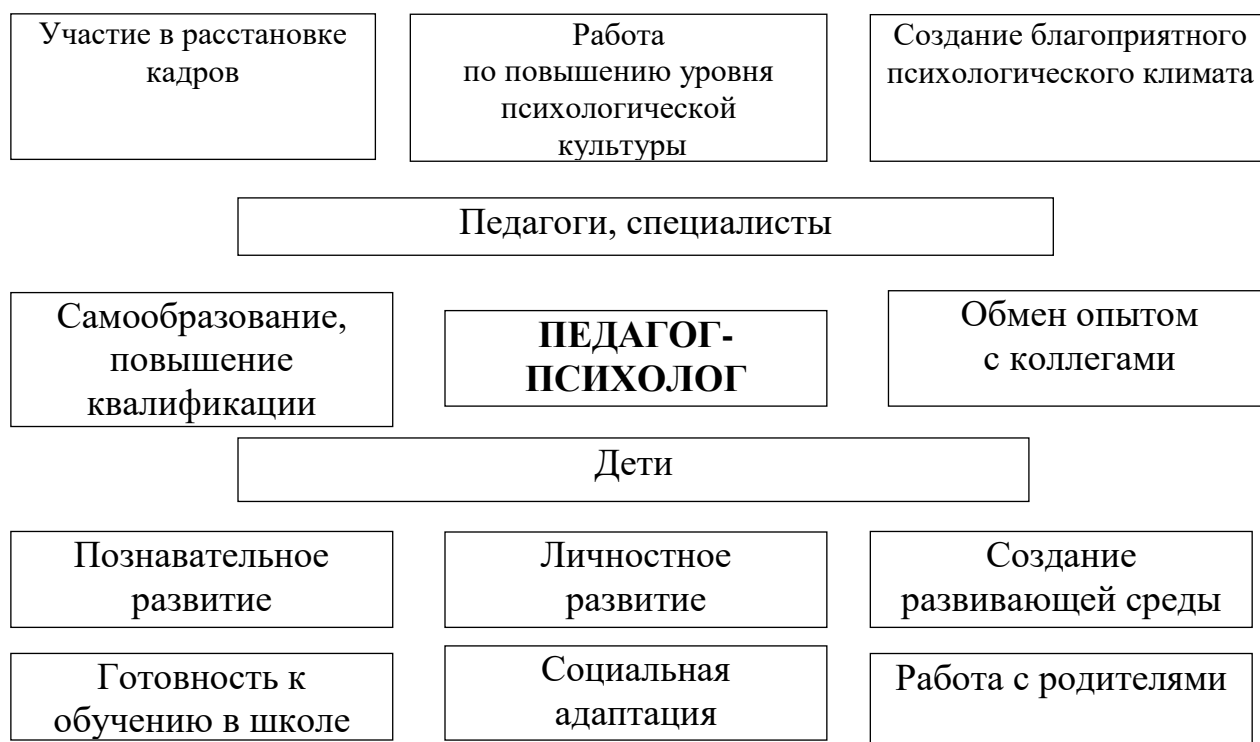 Участие в расстановке
кадров
Работа
по повышению уровня
психологической
культуры
Создание благоприятного
психологического климата
Педагоги, специалисты
Самообразование,
повышение
квалификации
ПЕДАГОГ-
ПСИХОЛОГ
Обмен опытом
с коллегами
Дети
Познавательное
развитие
Личностное
развитие
Создание
развивающей среды
Готовность к
обучению в школе
Социальная
адаптация
Работа с родителями